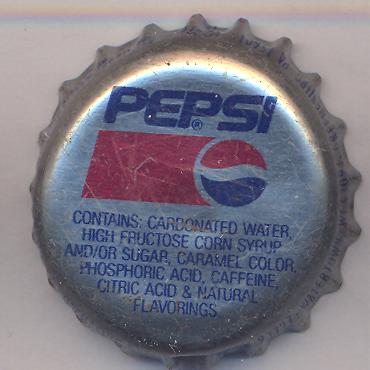 PEPSI®
CONTAINS: CARBONATED WATER,
HIGH FRUCTOSE CORN SYRUP
AND/OR SUGAR, CARAMEL COLOR,
PHOSPHORIC ACID, CAFFEINE,
CITRIC ACID & NATURAL
FLAVORINGS